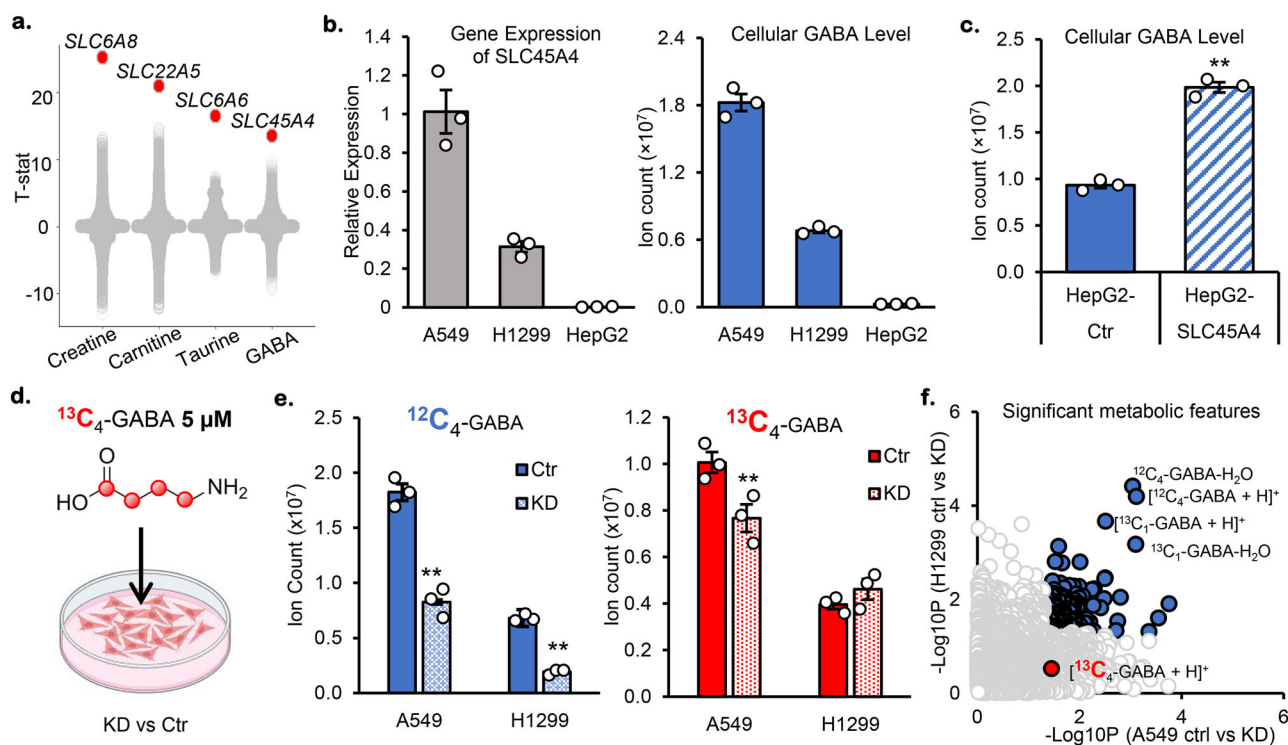 a.
SLC6A8
SLC22A5
SLC6A6
SLC45A4
T-stat
20
10
0
-10
Creatine
Carnitine
Taurine
GABA
b.
Gene Expression
of SLC45A4
Relative Expression
1.4
1.2
1
0.8
0.6
0.4
0.2
0
A549
H1299
HepG2
Cellular GABA Level
Ion count (×10⁷)
2.4
1.8
1.2
0.6
0.0
A549
H1299
HepG2
c.
Cellular GABA Level
**
Ion count (×10⁷)
2.5
2.0
1.5
1.0
0.5
0.0
HepG2-
Ctr
HepG2-
SLC45A4
d.
¹³C₄-GABA 5 µM
O
HO
NH₂
KD vs Ctr
e.
¹²C₄-GABA
Ion Count (x10⁷)
2.5
2.0
1.5
1.0
0.5
0.0
Ctr
KD
**
**
A549
H1299
¹³C₄-GABA
Ion count (x10⁷)
1.2
1.0
0.8
0.6
0.4
0.2
0.0
Ctr
KD
**
A549
H1299
f.
Significant metabolic features
-Log10P (H1299 ctrl vs KD)
6
4
2
0
¹²C₄-GABA-H₂O
[¹²C₄-GABA + H]⁺
[¹³C₁-GABA + H]⁺
¹³C₁-GABA-H₂O
[¹³C₄-GABA + H]⁺
0
2
4
6
-Log10P (A549 ctrl vs KD)